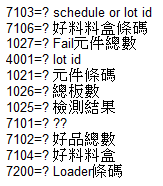 7103=? schedule or lot id
7106=? 好料料盒條碼
1027=? Fail元件總數
4001=? lot id
1021=? 元件條碼
1026=? 總板數
1025=? 檢測結果
7101=? ??
7102=? 好品總數
7104=? 好料料盒
7200=? Loader條碼